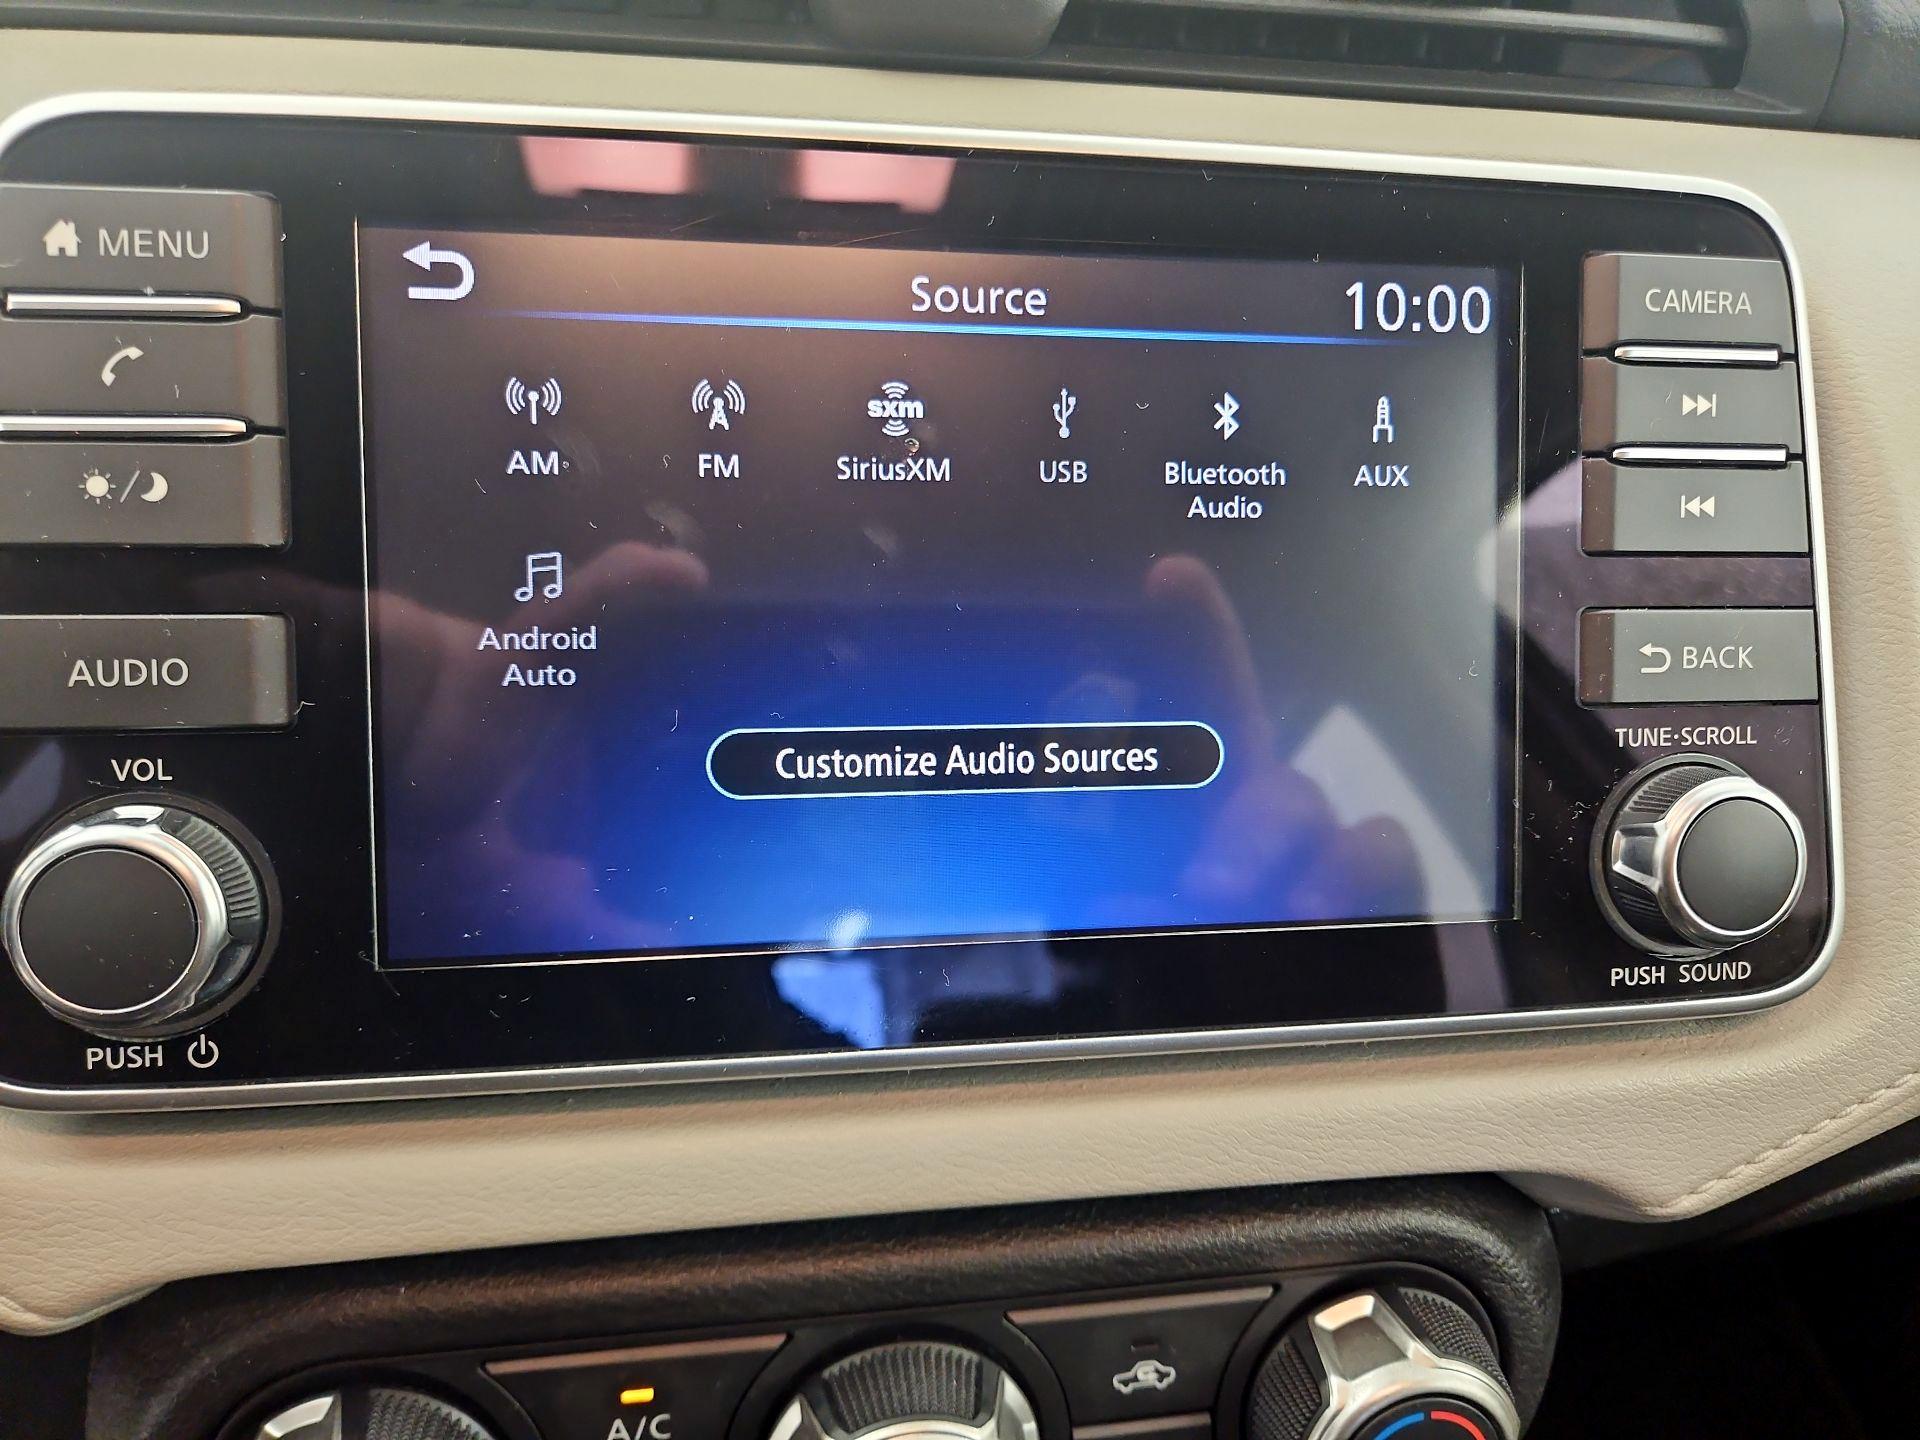 MENU
Source
10:00
CAMERA
AM
FM
sxm
SiriusXM
USB
Bluetooth
Audio
AUX
Android
Auto
AUDIO
BACK
Customize Audio Sources
VOL
TUNE·SCROLL
PUSH
PUSH SOUND
A/C